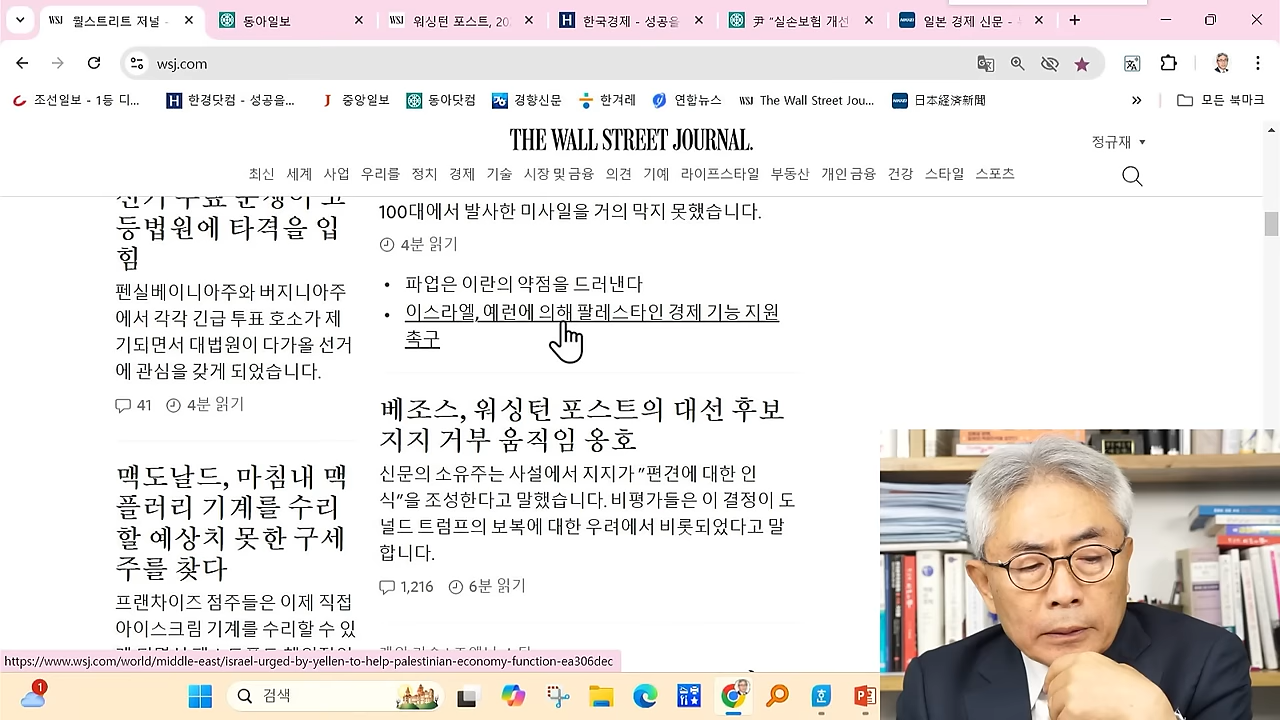 월스트리트 저널 -
동아일보
워싱턴 포스트, 20
한국경제 - 성공을
尹 "실손보험 개선
일본 경제 신문 -
wsj.com
조선일보 - 1등 디...
한경닷컴 - 성공을...
중앙일보
동아닷컴
경향신문
한겨레
연합뉴스
The Wall Street Jou...
日本経済新聞
모든 북마크
THE WALL STREET JOURNAL.
정규재
최신 세계 사업 우리를 정치 경제 기술 시장 및 금융 의견 기예 라이프스타일 부동산 개인 금융 건강 스타일 스포츠
등법원에 타격을 입
힘
펜실베이니아주와 버지니아주
에서 각각 긴급 투표 호소가 제
기되면서 대법원이 다가올 선거
에 관심을 갖게 되었습니다.
41 4분 읽기
맥도날드, 마침내 맥
플러리 기계를 수리
할 예상치 못한 구세
주를 찾다
프랜차이즈 점주들은 이제 직접
아이스크림 기계를 수리할 수 있
100대에서 발사한 미사일을 거의 막지 못했습니다.
4분 읽기
• 파업은 이란의 약점을 드러낸다
• 이스라엘, 예런에 의해 팔레스타인 경제 기능 지원
촉구
베조스, 워싱턴 포스트의 대선 후보
지지 거부 움직임 옹호
신문의 소유주는 사설에서 지지가 "편견에 대한 인
식"을 조성한다고 말했습니다. 비평가들은 이 결정이 도
널드 트럼프의 보복에 대한 우려에서 비롯되었다고 말
합니다.
1,216 6분 읽기
https://www.wsj.com/world/middle-east/israel-urged-by-yellen-to-help-palestinian-economy-function-ea306dec
1
검색